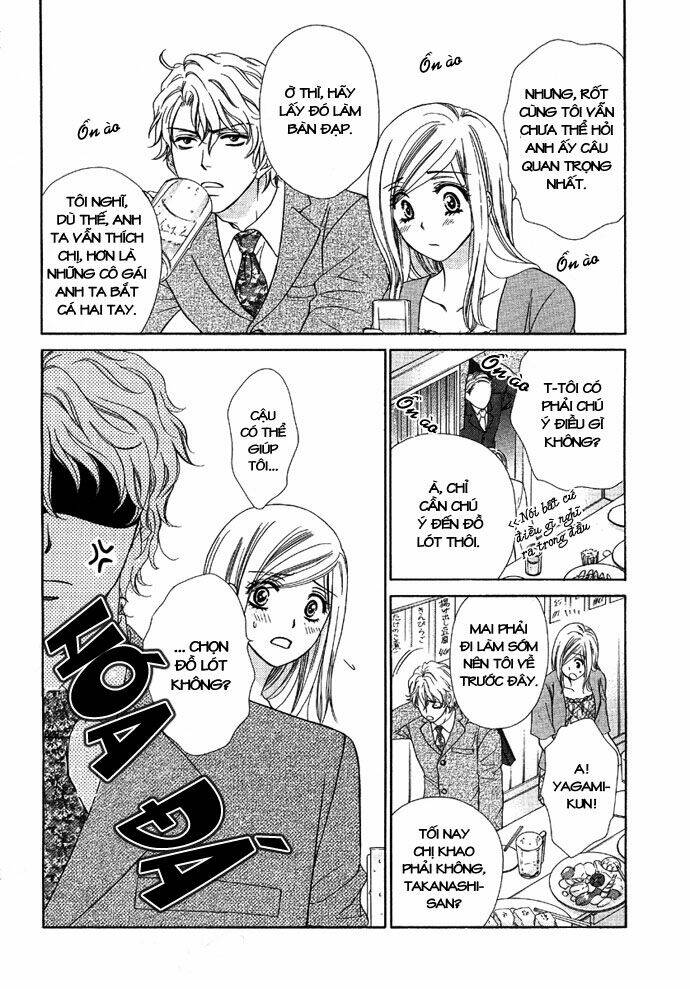 Ồn ào
NHƯNG, RỐT
CŨNG TÔI VẪN
CHƯA THỂ HỎI
ANH ẤY CÂU
QUAN TRỌNG
NHẤT.
Ồn ào
Ồn ào
Ờ THÌ, HÃY
LẤY ĐÓ LÀM
BÀN ĐẠP.
TÔI NGHĨ,
DÙ THẾ, ANH
TA VẪN THÍCH
CHỊ, HƠN LÀ
NHỮNG CÔ GÁI
ANH TA BẮT
CÁ HAI TAY.
Ồn ào
Ồn ào
T-TÔI CÓ
PHẢI CHÚ
Ý ĐIỀU GÌ
KHÔNG?
<<Nói bất cứ
điều gì nghĩ
ra trong đầu
À, CHỈ
CẦN CHÚ
Ý ĐẾN ĐỒ
LÓT THÔI.
CẬU
CÓ THỂ
GIÚP
TÔI...
... CHỌN
ĐỒ LÓT
KHÔNG?
HÓA ĐÁ
MAI PHẢI
ĐI LÀM SỚM
NÊN TÔI VỀ
TRƯỚC ĐÂY.
A!
YAGAMI-
KUN!
TỐI NAY
CHỊ KHAO
PHẢI KHÔNG,
TAKANASHI-
SAN?